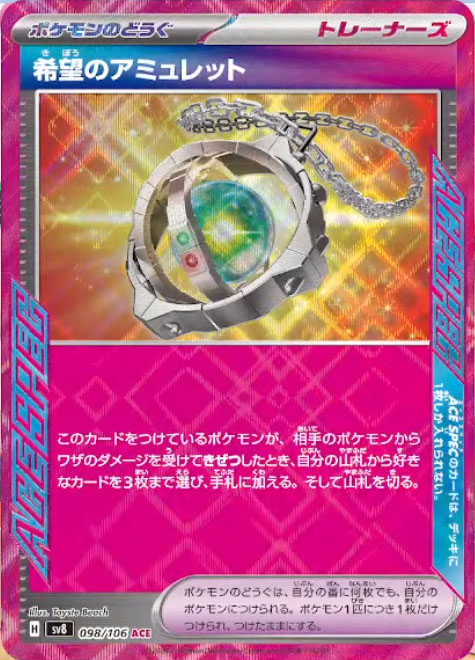 ポケモンのどうぐ
トレーナーズ
きぼう
希望のアミュレット
ACE SPEC
ACE SPEC
ACE SPECのカードは、デッキに
1枚しか入れられない。
このカードをつけているポケモンが、相手のポケモンから
ワザのダメージを受けてきぜつしたとき、自分の山札から好き
なカードを3枚まで選び、手札に加える。そして山札を切る。
Illus. Tayste Beach
H sv8 098/106 ACE
ポケモンのどうぐは、自分の番に何枚でも、自分の
ポケモンにつけられる。ポケモン1匹につき1枚だけ
つけられ、つけたままにする。